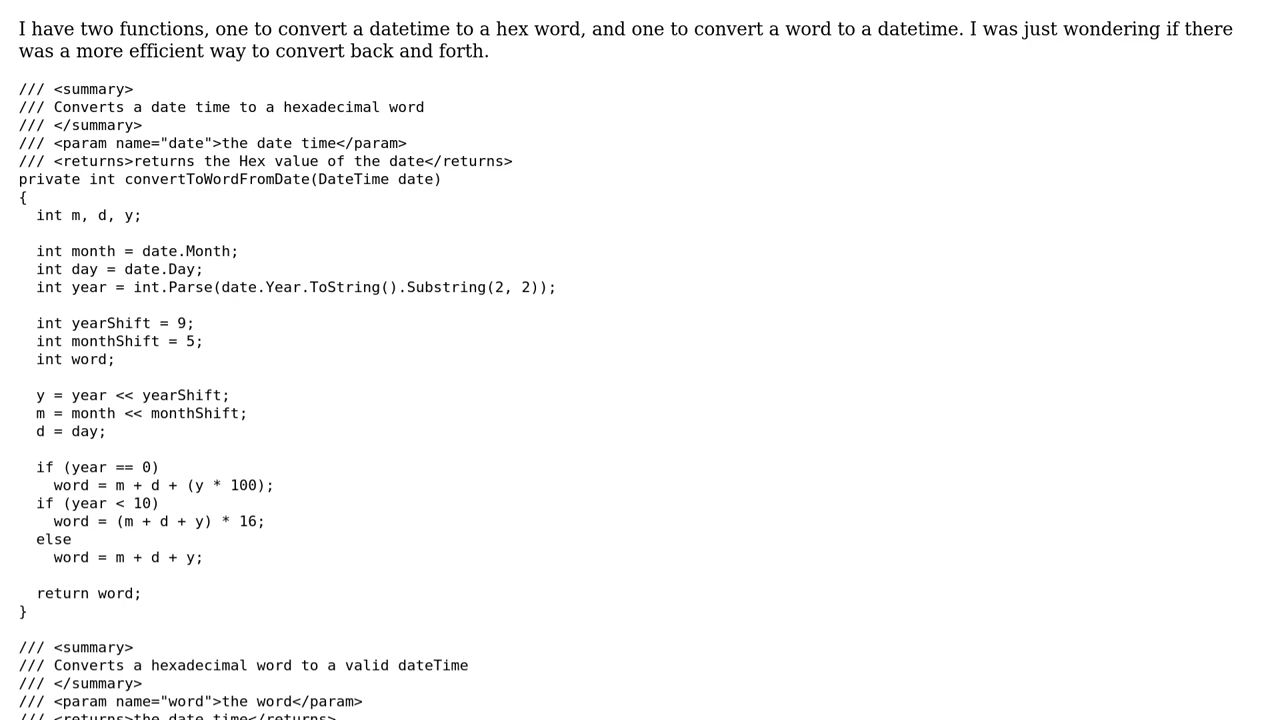 I have two functions, one to convert a datetime to a hex word, and one to convert a word to a datetime. I was just wondering if there
was a more efficient way to convert back and forth.
/// <summary>
/// Converts a date time to a hexadecimal word
/// </summary>
/// <param name="date">the date time</param>
/// <returns>returns the Hex value of the date</returns>
private int convertToWordFromDate(DateTime date)
{
  int m, d, y;

  int month = date.Month;
  int day = date.Day;
  int year = int.Parse(date.Year.ToString().Substring(2, 2));

  int yearShift = 9;
  int monthShift = 5;
  int word;

  y = year << yearShift;
  m = month << monthShift;
  d = day;

  if (year == 0)
    word = m + d + (y * 100);
  if (year < 10)
    word = (m + d + y) * 16;
  else
    word = m + d + y;

  return word;
}

/// <summary>
/// Converts a hexadecimal word to a valid dateTime
/// </summary>
/// <param name="word">the word</param>
/// <returns>the date time</returns>